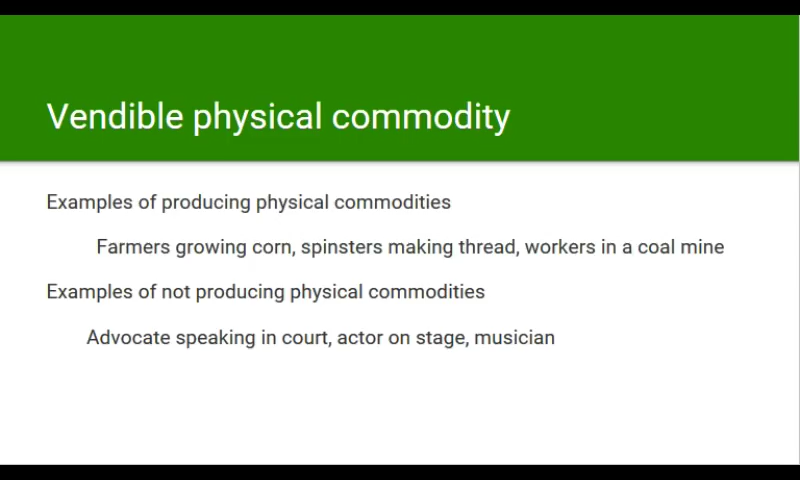 Vendible physical commodity
Examples of producing physical commodities
Farmers growing corn, spinsters making thread, workers in a coal mine
Examples of not producing physical commodities
Advocate speaking in court, actor on stage, musician